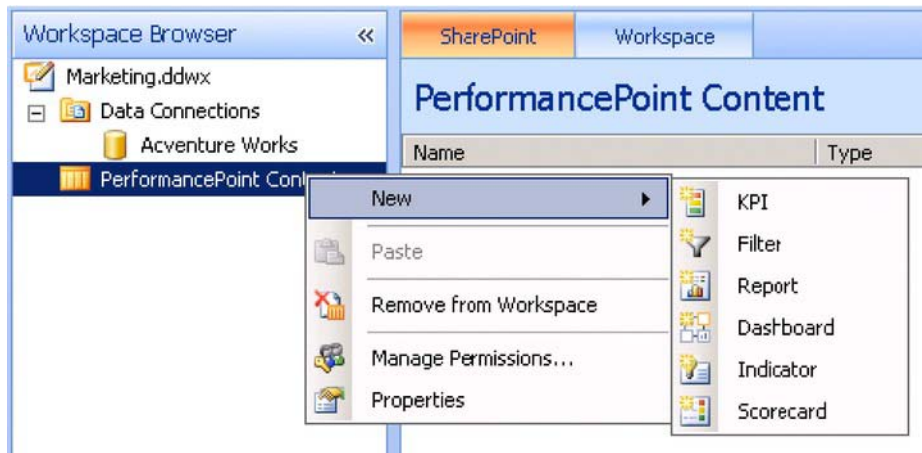 Workspace Browser «
SharePoint
Workspace
Marketing.ddwx
Data Connections
Acventure Works
PerformancePoint Content
PerformancePoint Cont
Name
Type
New
Paste
Remove from Workspace
Manage Permissions...
Properties
KPI
Filter
Report
Dashboard
Indicator
Scorecard